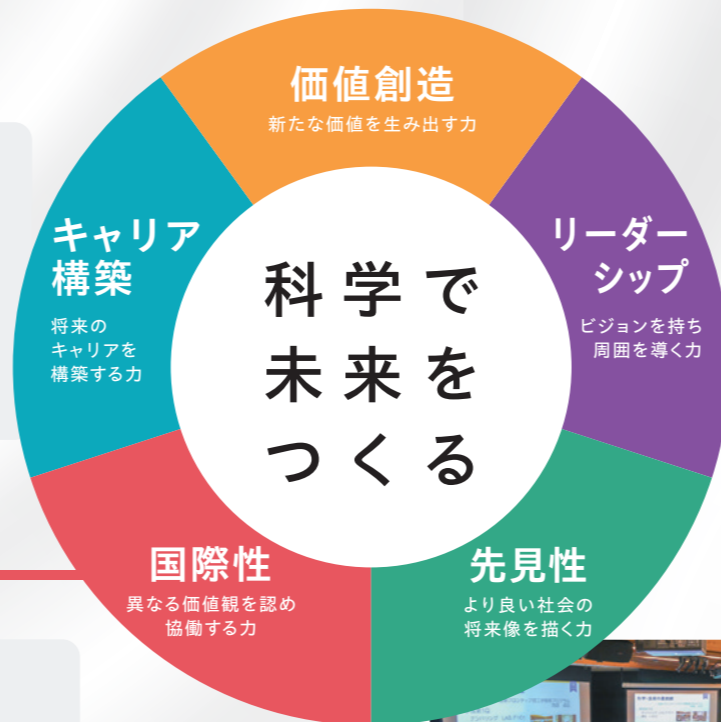 価値創造
新たな価値を生み出す力
リーダー
シップ
ビジョンを持ち
周囲を導く力
キャリア
構築
将来の
キャリアを
構築する力
科学で
未来を
つくる
国際性
異なる価値観を認め
協働する力
先見性
より良い社会の
将来像を描く力